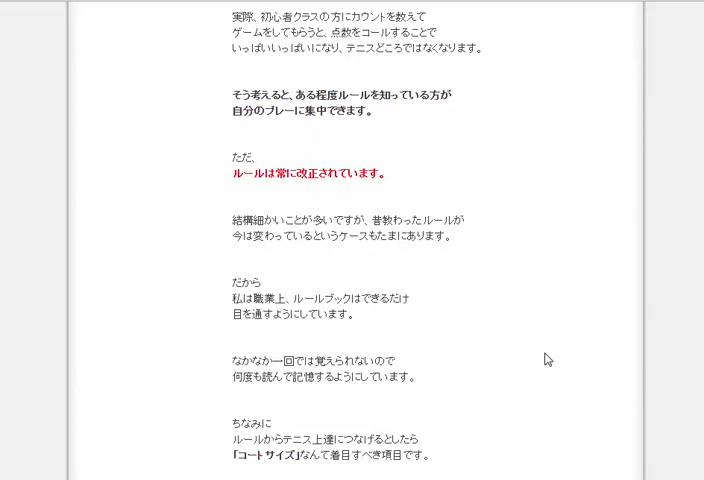 実際、初心者クラスの方にカウントを数えて
ゲームをしてもらうと、点数をコールすることで
いっぱいいっぱいになり、テニスどころではなくなります。
そう考えると、ある程度ルールを知っている方が
自分のプレーに集中できます。
ただ、
ルールは常に改正されています。
結構細かいことが多いですが、昔教わったルールが
今は変わっているというケースもたまにあります。
だから
私は職業上、ルールブックはできるだけ
目を通すようにしています。
なかなか一回では覚えられないので
何度も読んで記憶するようにしています。
ちなみに
ルールからテニス上達につなげるとしたら
「コートサイズ」なんて着目すべき項目です。